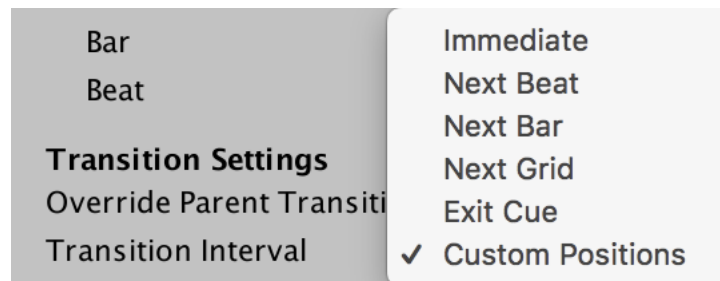 Bar
Beat
Transition Settings
Override Parent Transiti
Transition Interval
Immediate
Next Beat
Next Bar
Next Grid
Exit Cue
✓ Custom Positions